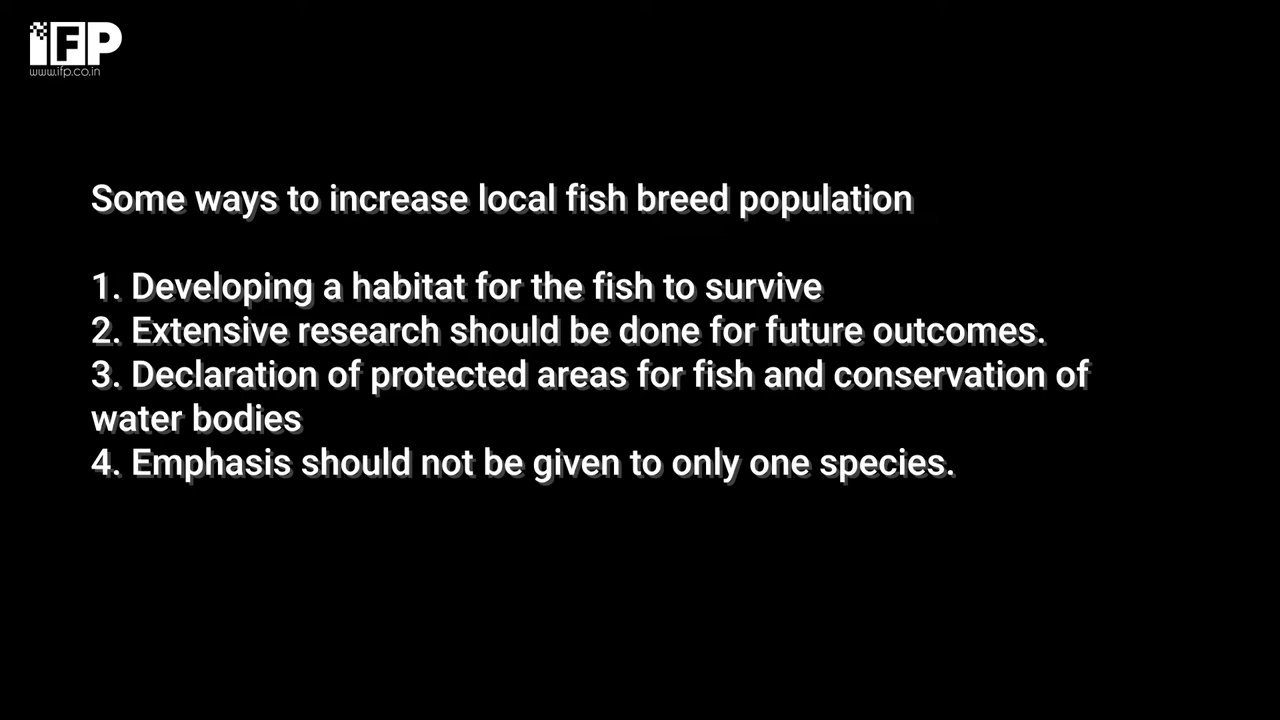 iFP
www.ifp.co.in
Some ways to increase local fish breed population
1. Developing a habitat for the fish to survive
2. Extensive research should be done for future outcomes.
3. Declaration of protected areas for fish and conservation of
water bodies
4. Emphasis should not be given to only one species.